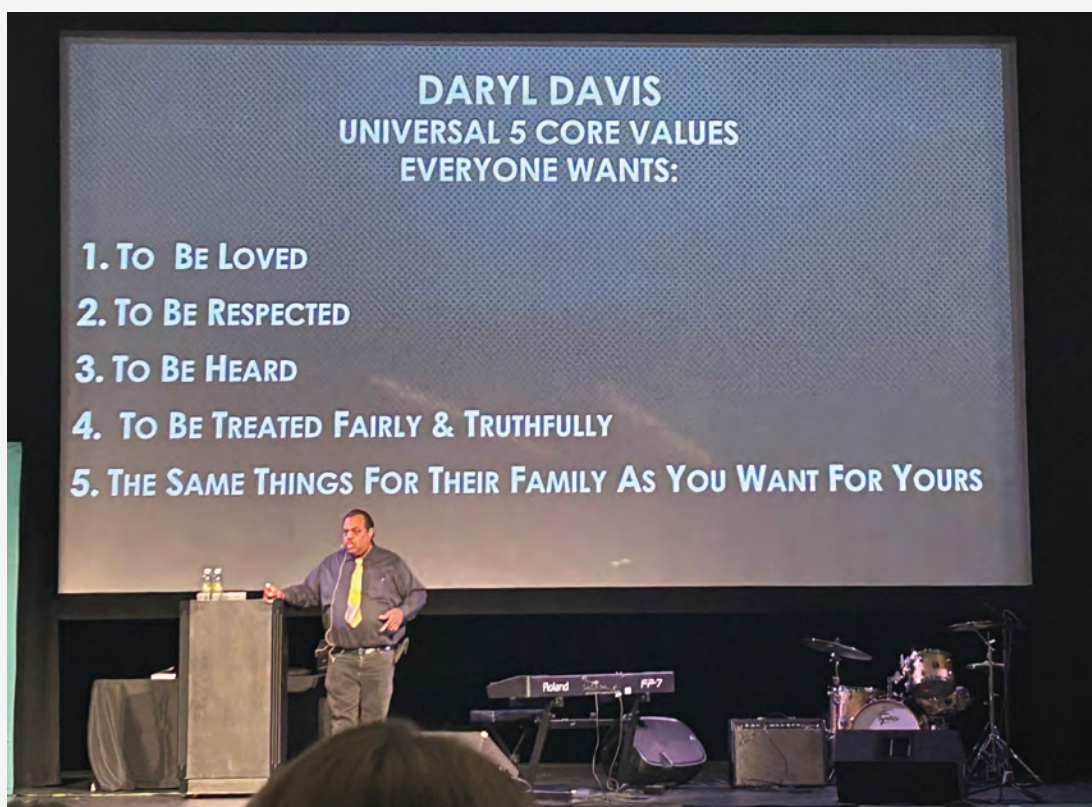 DARYL DAVIS
UNIVERSAL 5 CORE VALUES
EVERYONE WANTS:
1. TO BE LOVED
2. TO BE RESPECTED
3. TO BE HEARD
4. TO BE TREATED FAIRLY & TRUTHFULLY
5. THE SAME THINGS FOR THEIR FAMILY AS YOU WANT FOR YOURS
Roland FP-7